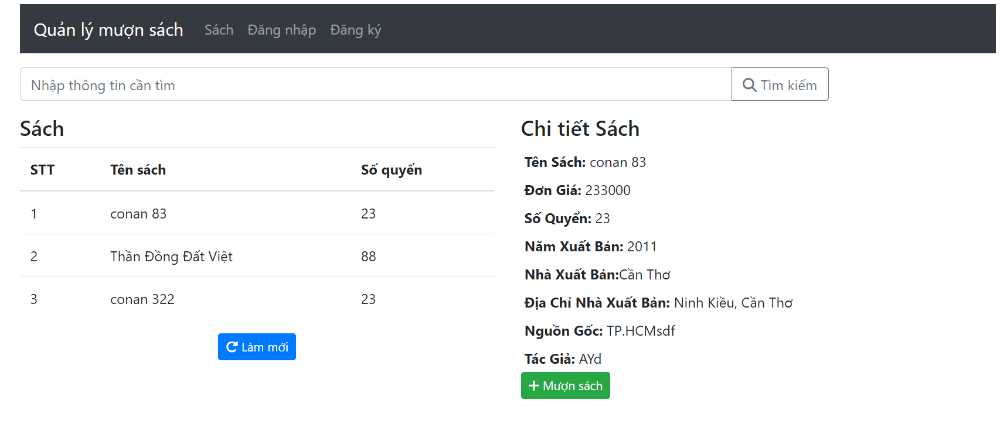 Quản lý mượn sách Sách Đăng nhập Đăng ký
Nhập thông tin cần tìm Tìm kiếm
Sách
STT Tên sách Số quyển
1 conan 83 23
2 Thần Đồng Đất Việt 88
3 conan 322 23
Làm mới
Chi tiết Sách
Tên Sách: conan 83
Đơn Giá: 233000
Số Quyển: 23
Năm Xuất Bản: 2011
Nhà Xuất Bản:Cần Thơ
Địa Chỉ Nhà Xuất Bản: Ninh Kiều, Cần Thơ
Nguồn Gốc: TP.HCMsdf
Tác Giả: AYd
Mượn sách